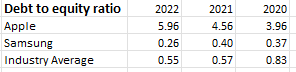 Debt to equity ratio 2022 2021 2020
Apple 5.96 4.56 3.96
Samsung 0.26 0.40 0.37
Industry Average 0.55 0.57 0.83